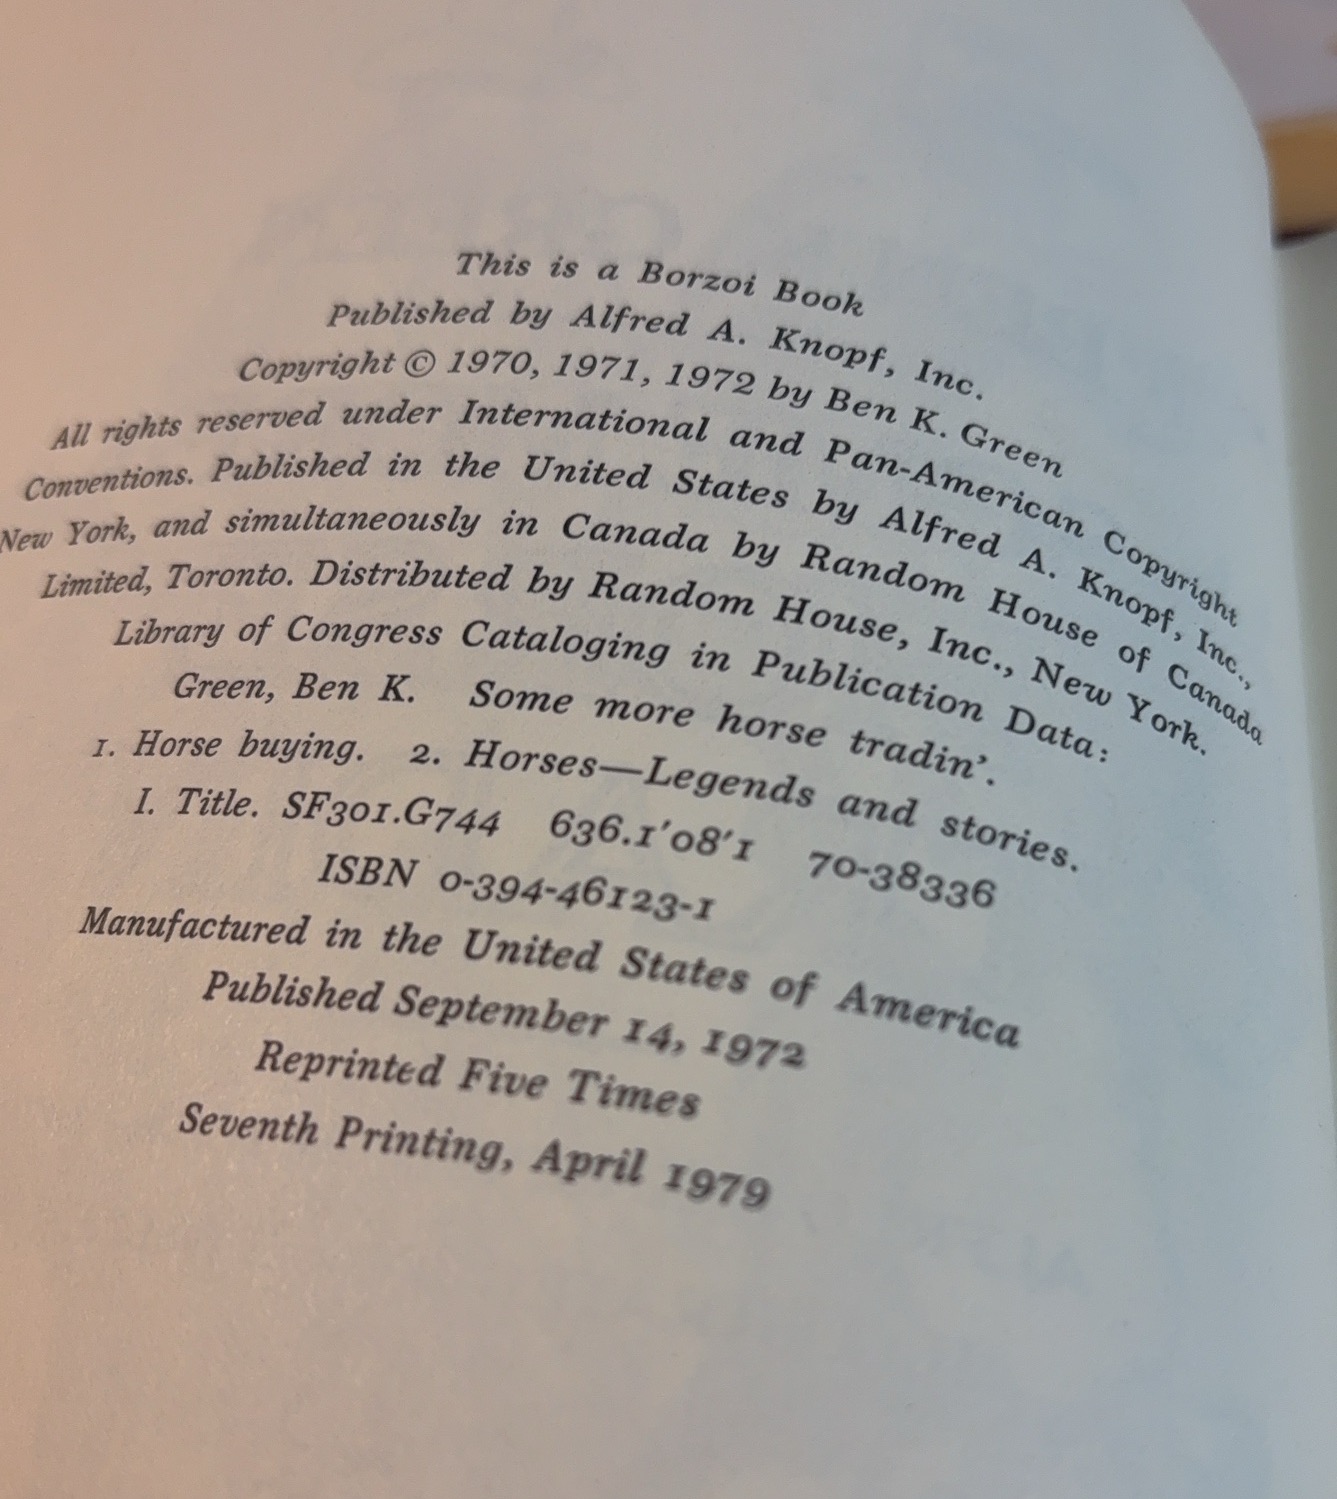 This is a Borzoi Book
Published by Alfred A. Knopf, Inc.
Copyright © 1970, 1971, 1972 by Ben K. Green
All rights reserved under International and Pan-American Copyright
Conventions. Published in the United States by Alfred A. Knopf, Inc.,
New York, and simultaneously in Canada by Random House of Canada
Limited, Toronto. Distributed by Random House, Inc., New York.
Library of Congress Cataloging in Publication Data:
Green, Ben K. Some more horse tradin’.
1. Horse buying. 2. Horses—Legends and stories.
I. Title. SF301.G744 636.1′08′1 70-38336
ISBN 0-394-46123-1
Manufactured in the United States of America
Published September 14, 1972
Reprinted Five Times
Seventh Printing, April 1979